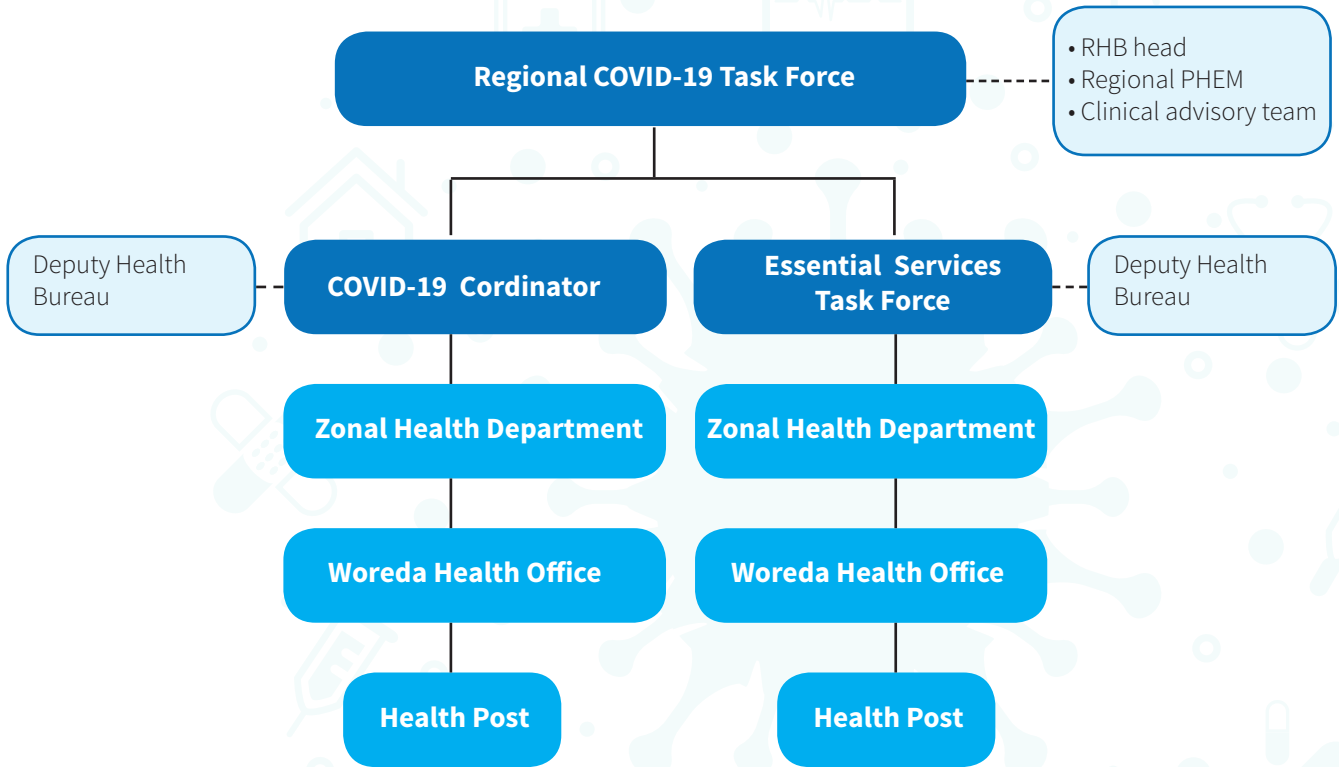 Regional COVID-19 Task Force
• RHB head
• Regional PHEM
• Clinical advisory team
Deputy Health
Bureau
COVID-19 Cordinator
Essential Services
Task Force
Deputy Health
Bureau
Zonal Health Department
Zonal Health Department
Woreda Health Office
Woreda Health Office
Health Post
Health Post